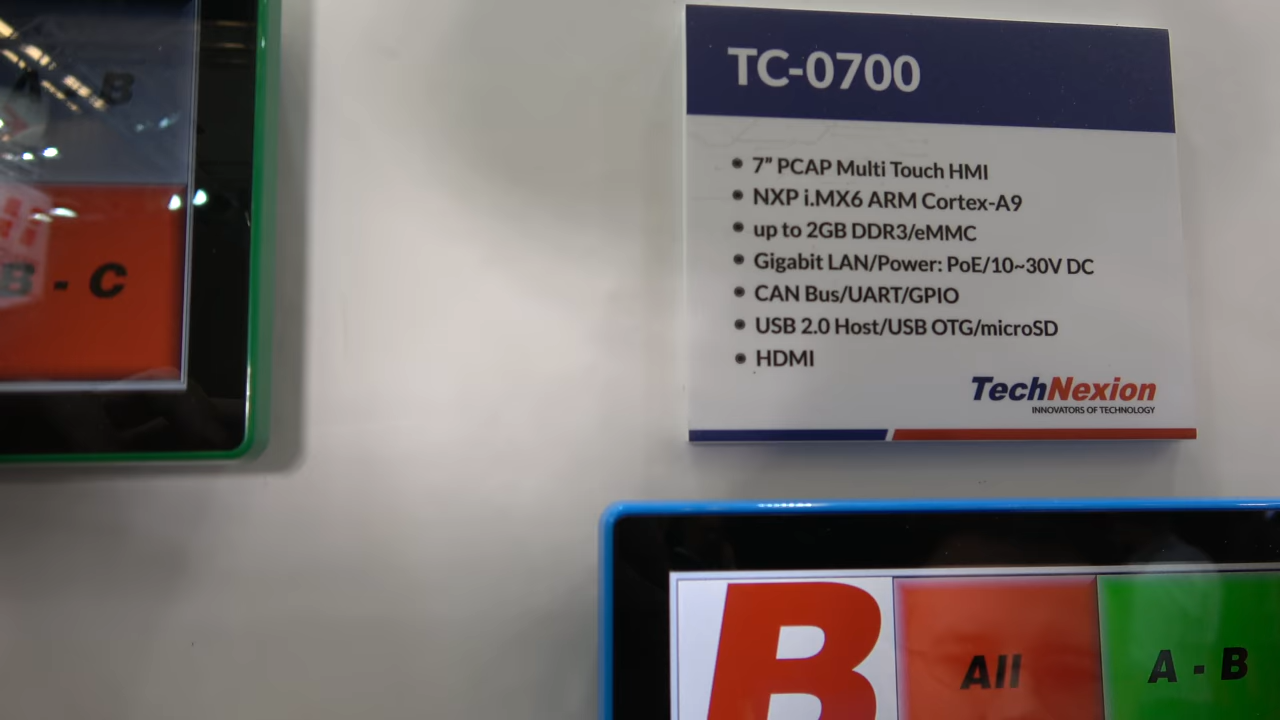 A - B
B - C
TC-0700
• 7" PCAP Multi Touch HMI
• NXP i.MX6 ARM Cortex-A9
• up to 2GB DDR3/eMMC
• Gigabit LAN/Power: PoE/10~30V DC
• CAN Bus/UART/GPIO
• USB 2.0 Host/USB OTG/microSD
• HDMI
TechNexion
INNOVATORS OF TECHNOLOGY
B
All
A - B